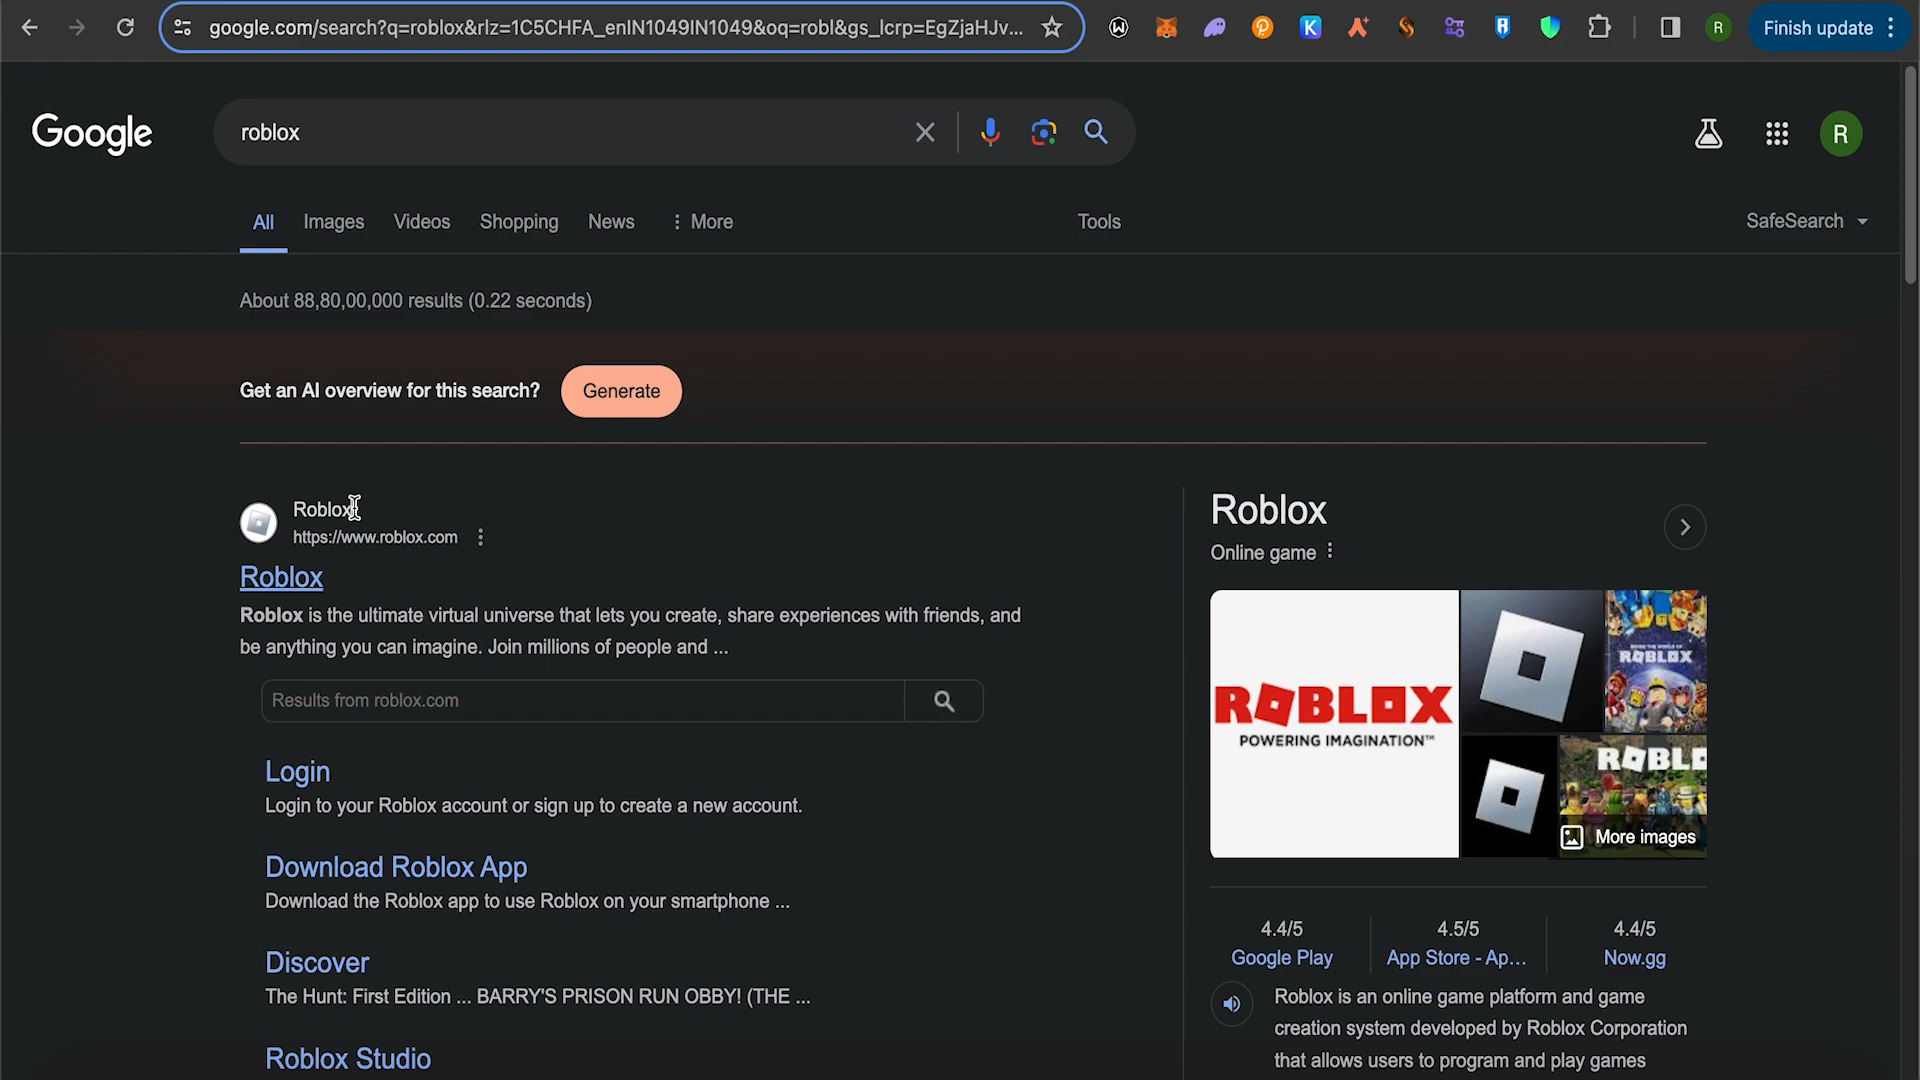 google.com/search?q=roblox&rlz=1C5CHFA_enIN1049IN1049&oq=robl&gs_lcrp=EgZjaHJv...
R
Finish update
Google
roblox
R
All
Images
Videos
Shopping
News
More
Tools
SafeSearch
About 88,80,00,000 results (0.22 seconds)
Get an AI overview for this search?
Generate
Roblox
https://www.roblox.com
Roblox
Roblox is the ultimate virtual universe that lets you create, share experiences with friends, and
be anything you can imagine. Join millions of people and ...
Results from roblox.com
Login
Login to your Roblox account or sign up to create a new account.
Download Roblox App
Download the Roblox app to use Roblox on your smartphone ...
Discover
The Hunt: First Edition ... BARRY'S PRISON RUN OBBY! (THE ...
Roblox Studio
Roblox
Online game
ROBLOX
POWERING IMAGINATION™
ROBLOX
ROBLO
More images
4.4/5
Google Play
4.5/5
App Store - Ap...
4.4/5
Now.gg
Roblox is an online game platform and game
creation system developed by Roblox Corporation
that allows users to program and play games